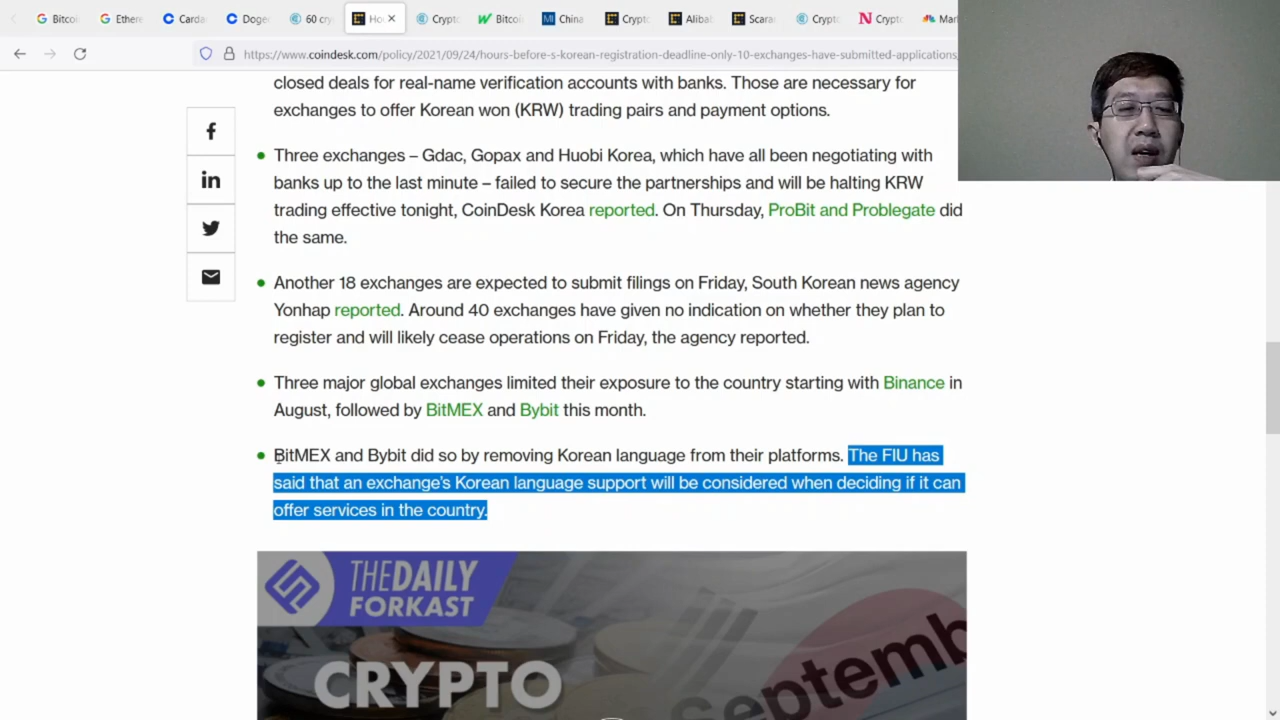 Bitcoi
Ethere
Carda
Doge
60 cry
Ho
Crypto
Bitcoi
China
Crypt
Alibab
Scarar
Crypto
Crypto
Mar
https://www.coindesk.com/policy/2021/09/24/hours-before-s-korean-registration-deadline-only-10-exchanges-have-submitted-applications
closed deals for real-name verification accounts with banks. Those are necessary for
exchanges to offer Korean won (KRW) trading pairs and payment options.
Three exchanges – Gdac, Gopax and Huobi Korea, which have all been negotiating with
banks up to the last minute – failed to secure the partnerships and will be halting KRW
trading effective tonight, CoinDesk Korea reported. On Thursday, ProBit and Problegate did
the same.
Another 18 exchanges are expected to submit filings on Friday, South Korean news agency
Yonhap reported. Around 40 exchanges have given no indication on whether they plan to
register and will likely cease operations on Friday, the agency reported.
Three major global exchanges limited their exposure to the country starting with Binance in
August, followed by BitMEX and Bybit this month.
BitMEX and Bybit did so by removing Korean language from their platforms. The FIU has
said that an exchange's Korean language support will be considered when deciding if it can
offer services in the country.
THE DAILY
FORKAST
CRYPTO
Septemb